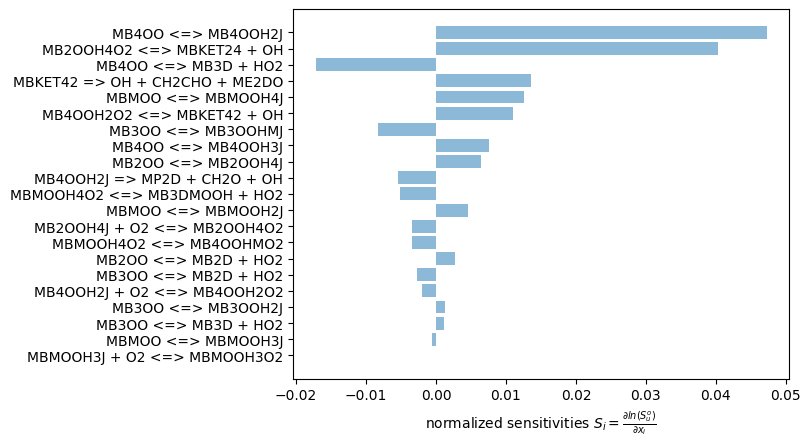 MB4OO <=> MB4OOH2J
MB2OOH4O2 <=> MBKET24 + OH
MB4OO <=> MB3D + HO2
MBKET42 => OH + CH2CHO + ME2DO
MBMOO <=> MBMOOH4J
MB4OOH2O2 <=> MBKET42 + OH
MB3OO <=> MB3OOHMJ
MB4OO <=> MB4OOH3J
MB2OO <=> MB2OOH4J
MB4OOH2J => MP2D + CH2O + OH
MBMOOH4O2 <=> MB3DMOOH + HO2
MBMOO <=> MBMOOH2J
MB2OOH4J + O2 <=> MB2OOH4O2
MBMOOH4O2 <=> MB4OOHMO2
MB2OO <=> MB2D + HO2
MB3OO <=> MB2D + HO2
MB4OOH2J + O2 <=> MB4OOH2O2
MB3OO <=> MB3OOH2J
MB3OO <=> MB3D + HO2
MBMOO <=> MBMOOH3J
MBMOOH3J + O2 <=> MBMOOH3O2
−0.02 −0.01 0.00 0.01 0.02 0.03 0.04 0.05
normalized sensitivities $S_i = \frac{\partial ln(S_u^o)}{\partial x_i}$